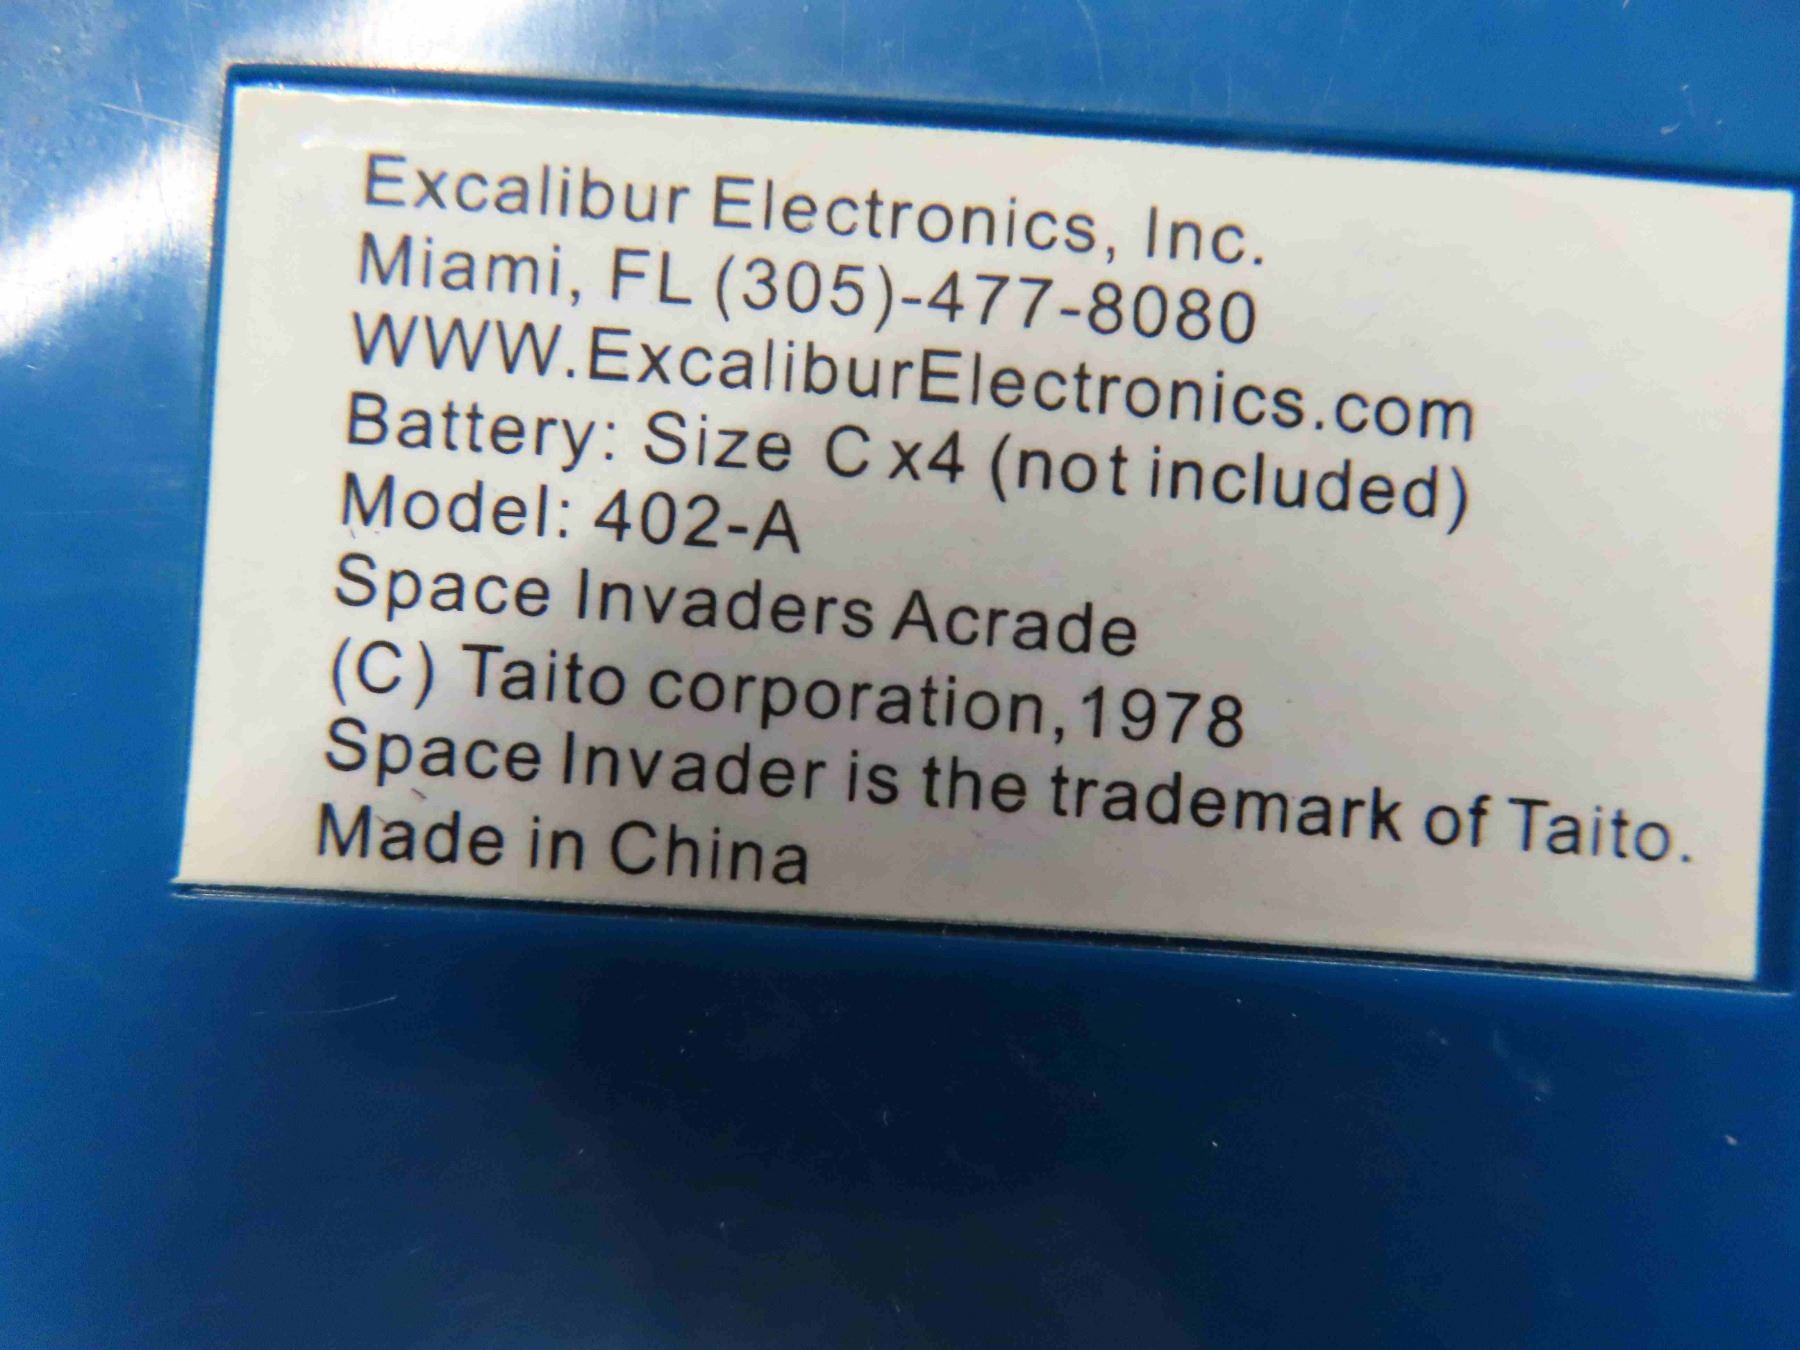 Excalibur Electronics, Inc.
Miami, FL (305)-477-8080
WWW.ExcaliburElectronics.com
Battery: Size C x4 (not included)
Model: 402-A
Space Invaders Acrade
(C) Taito corporation,1978
Space Invader is the trademark of Taito.
Made in China